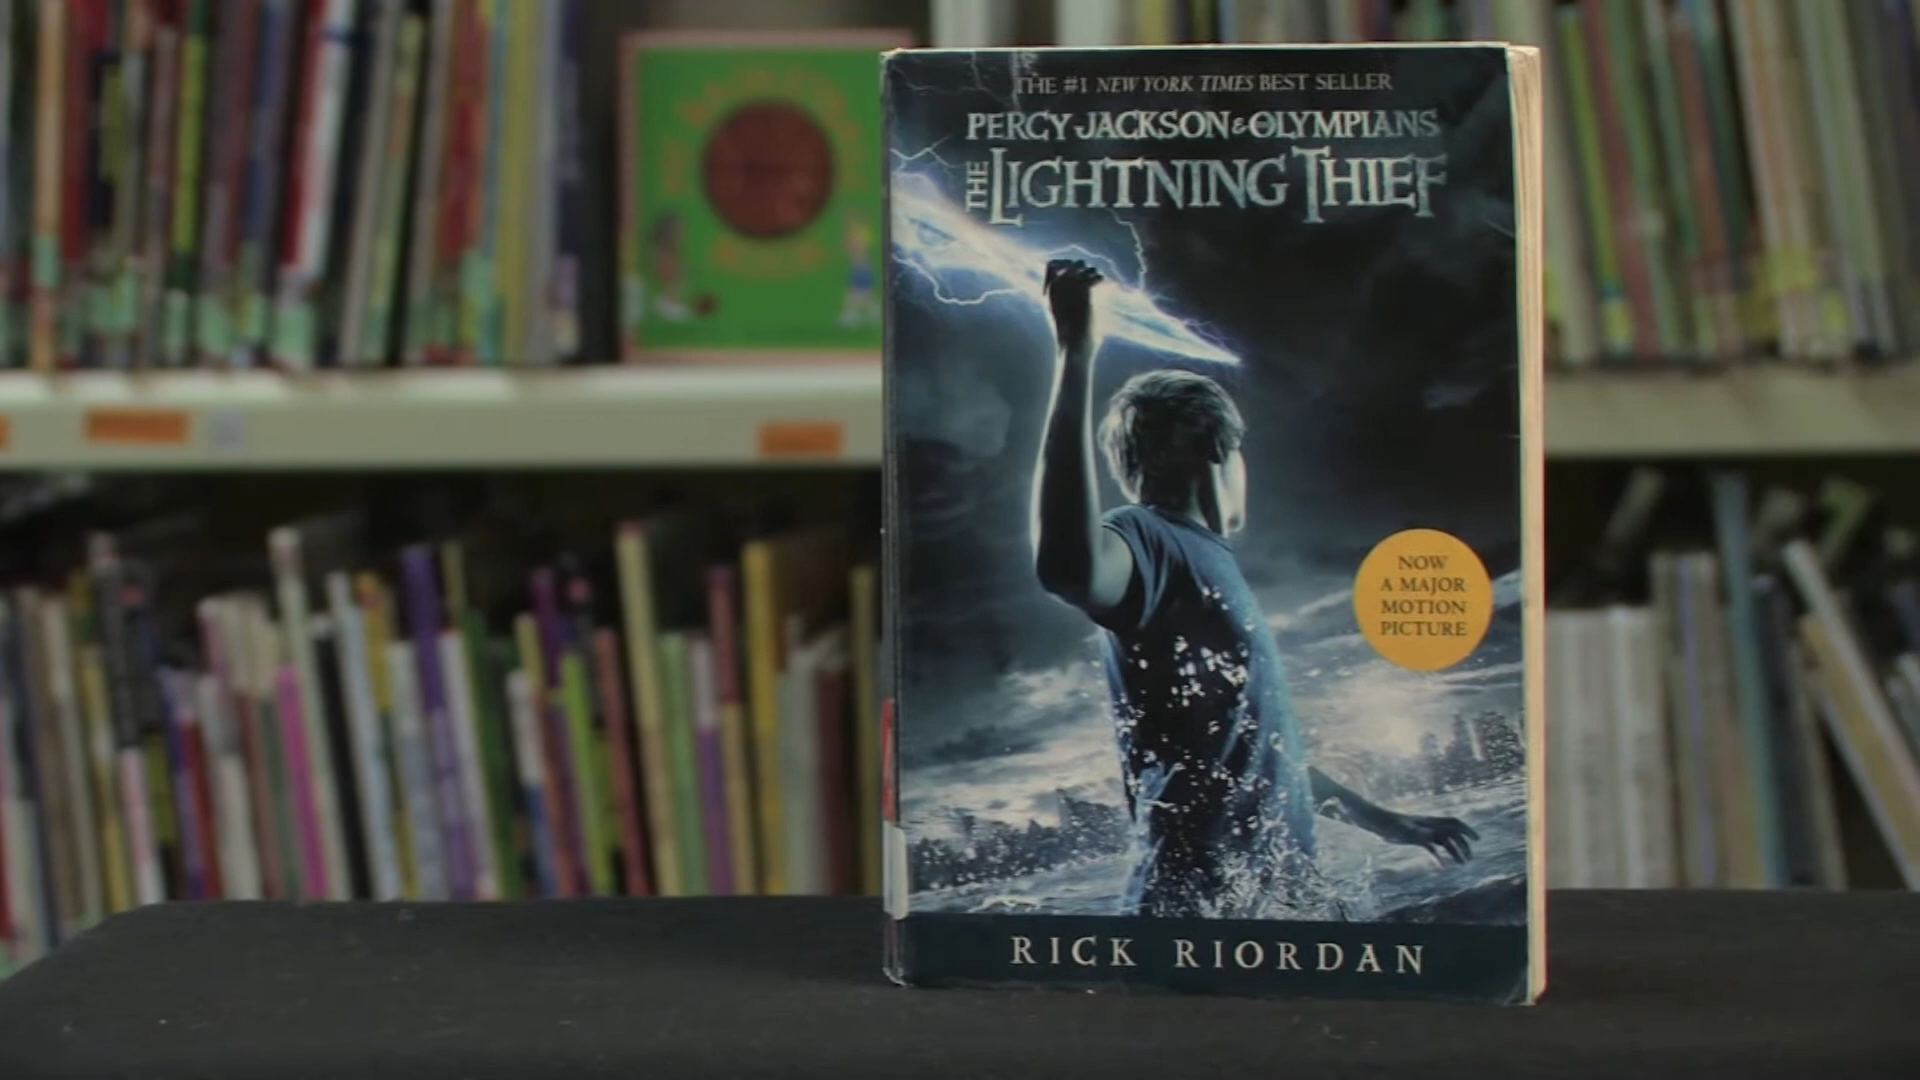 THE #1 NEW YORK TIMES BEST SELLER
PERCY JACKSON & OLYMPIANS
THE LIGHTNING THIEF
NOW
A MAJOR
MOTION
PICTURE
RICK RIORDAN